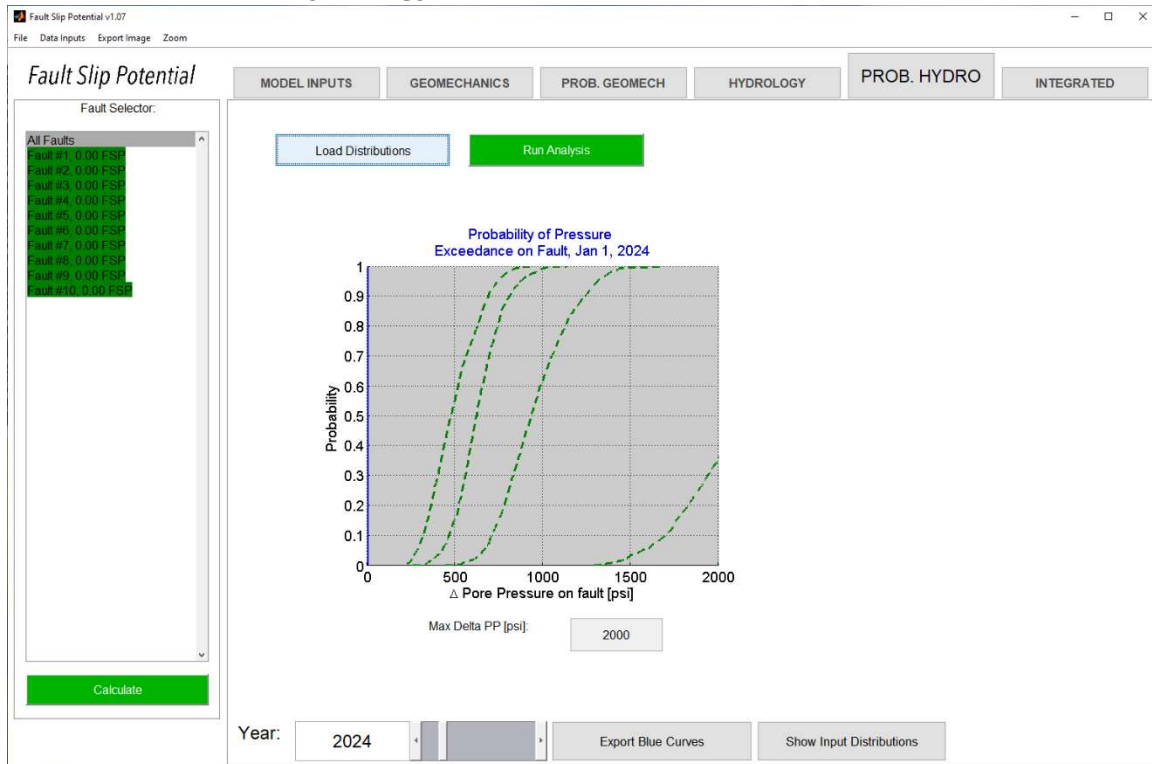 Fault Slip Potential v1.07
File Data Inputs Export Image Zoom
Fault Slip Potential
MODEL INPUTS GEOMECHANICS PROB. GEOMECH HYDROLOGY PROB. HYDRO INTEGRATED
Fault Selector:
All Faults
Fault #1, 0.00 FSP
Fault #2, 0.00 FSP
Fault #3, 0.00 FSP
Fault #4, 0.00 FSP
Fault #5, 0.00 FSP
Fault #6, 0.00 FSP
Fault #7, 0.00 FSP
Fault #8, 0.00 FSP
Fault #9, 0.00 FSP
Fault #10, 0.00 FSP
Calculate
Load Distributions Run Analysis
Probability of Pressure
Exceedance on Fault, Jan 1, 2024
Probability
1
0.9
0.8
0.7
0.6
0.5
0.4
0.3
0.2
0.1
0
0 500 1000 1500 2000
Δ Pore Pressure on fault [psi]
Max Delta PP [psi]: 2000
Year: 2024 Export Blue Curves Show Input Distributions